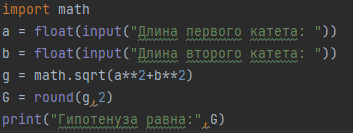 import math
a = float(input("Длина первого катета: "))
b = float(input("Длина второго катета: "))
g = math.sqrt(a**2+b**2)
G = round(g,2)
print("Гипотенуза равна:",G)